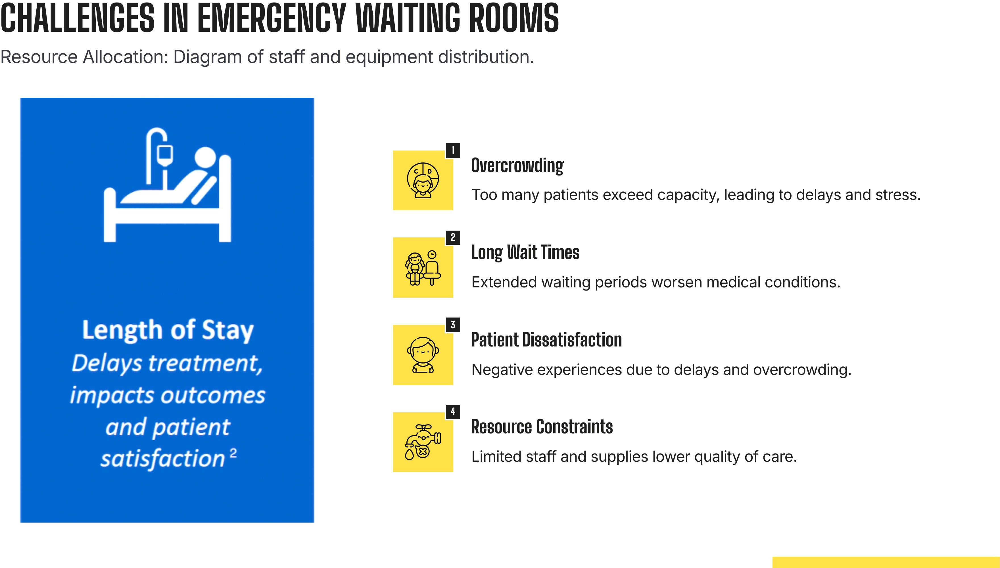 CHALLENGES IN EMERGENCY WAITING ROOMS
Resource Allocation: Diagram of staff and equipment distribution.
Length of Stay
Delays treatment,
impacts outcomes
and patient
satisfaction ²
1
C D
Overcrowding
Too many patients exceed capacity, leading to delays and stress.
2
Long Wait Times
Extended waiting periods worsen medical conditions.
3
Patient Dissatisfaction
Negative experiences due to delays and overcrowding.
4
Resource Constraints
Limited staff and supplies lower quality of care.